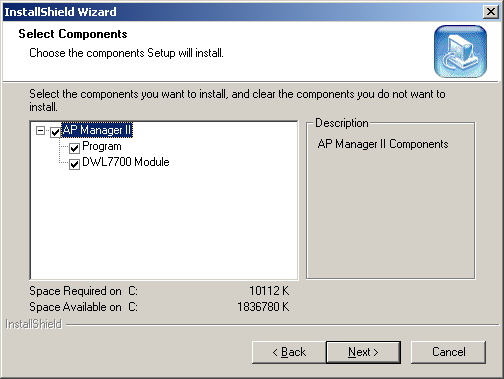 InstallShield Wizard
Select Components
Choose the components Setup will install.
Select the components you want to install, and clear the components you do not want to
install.
AP Manager II
Program
DWL7700 Module
Description
AP Manager II Components
Space Required on C: 10112 K
Space Available on C: 1836780 K
InstallShield
< Back
Next >
Cancel